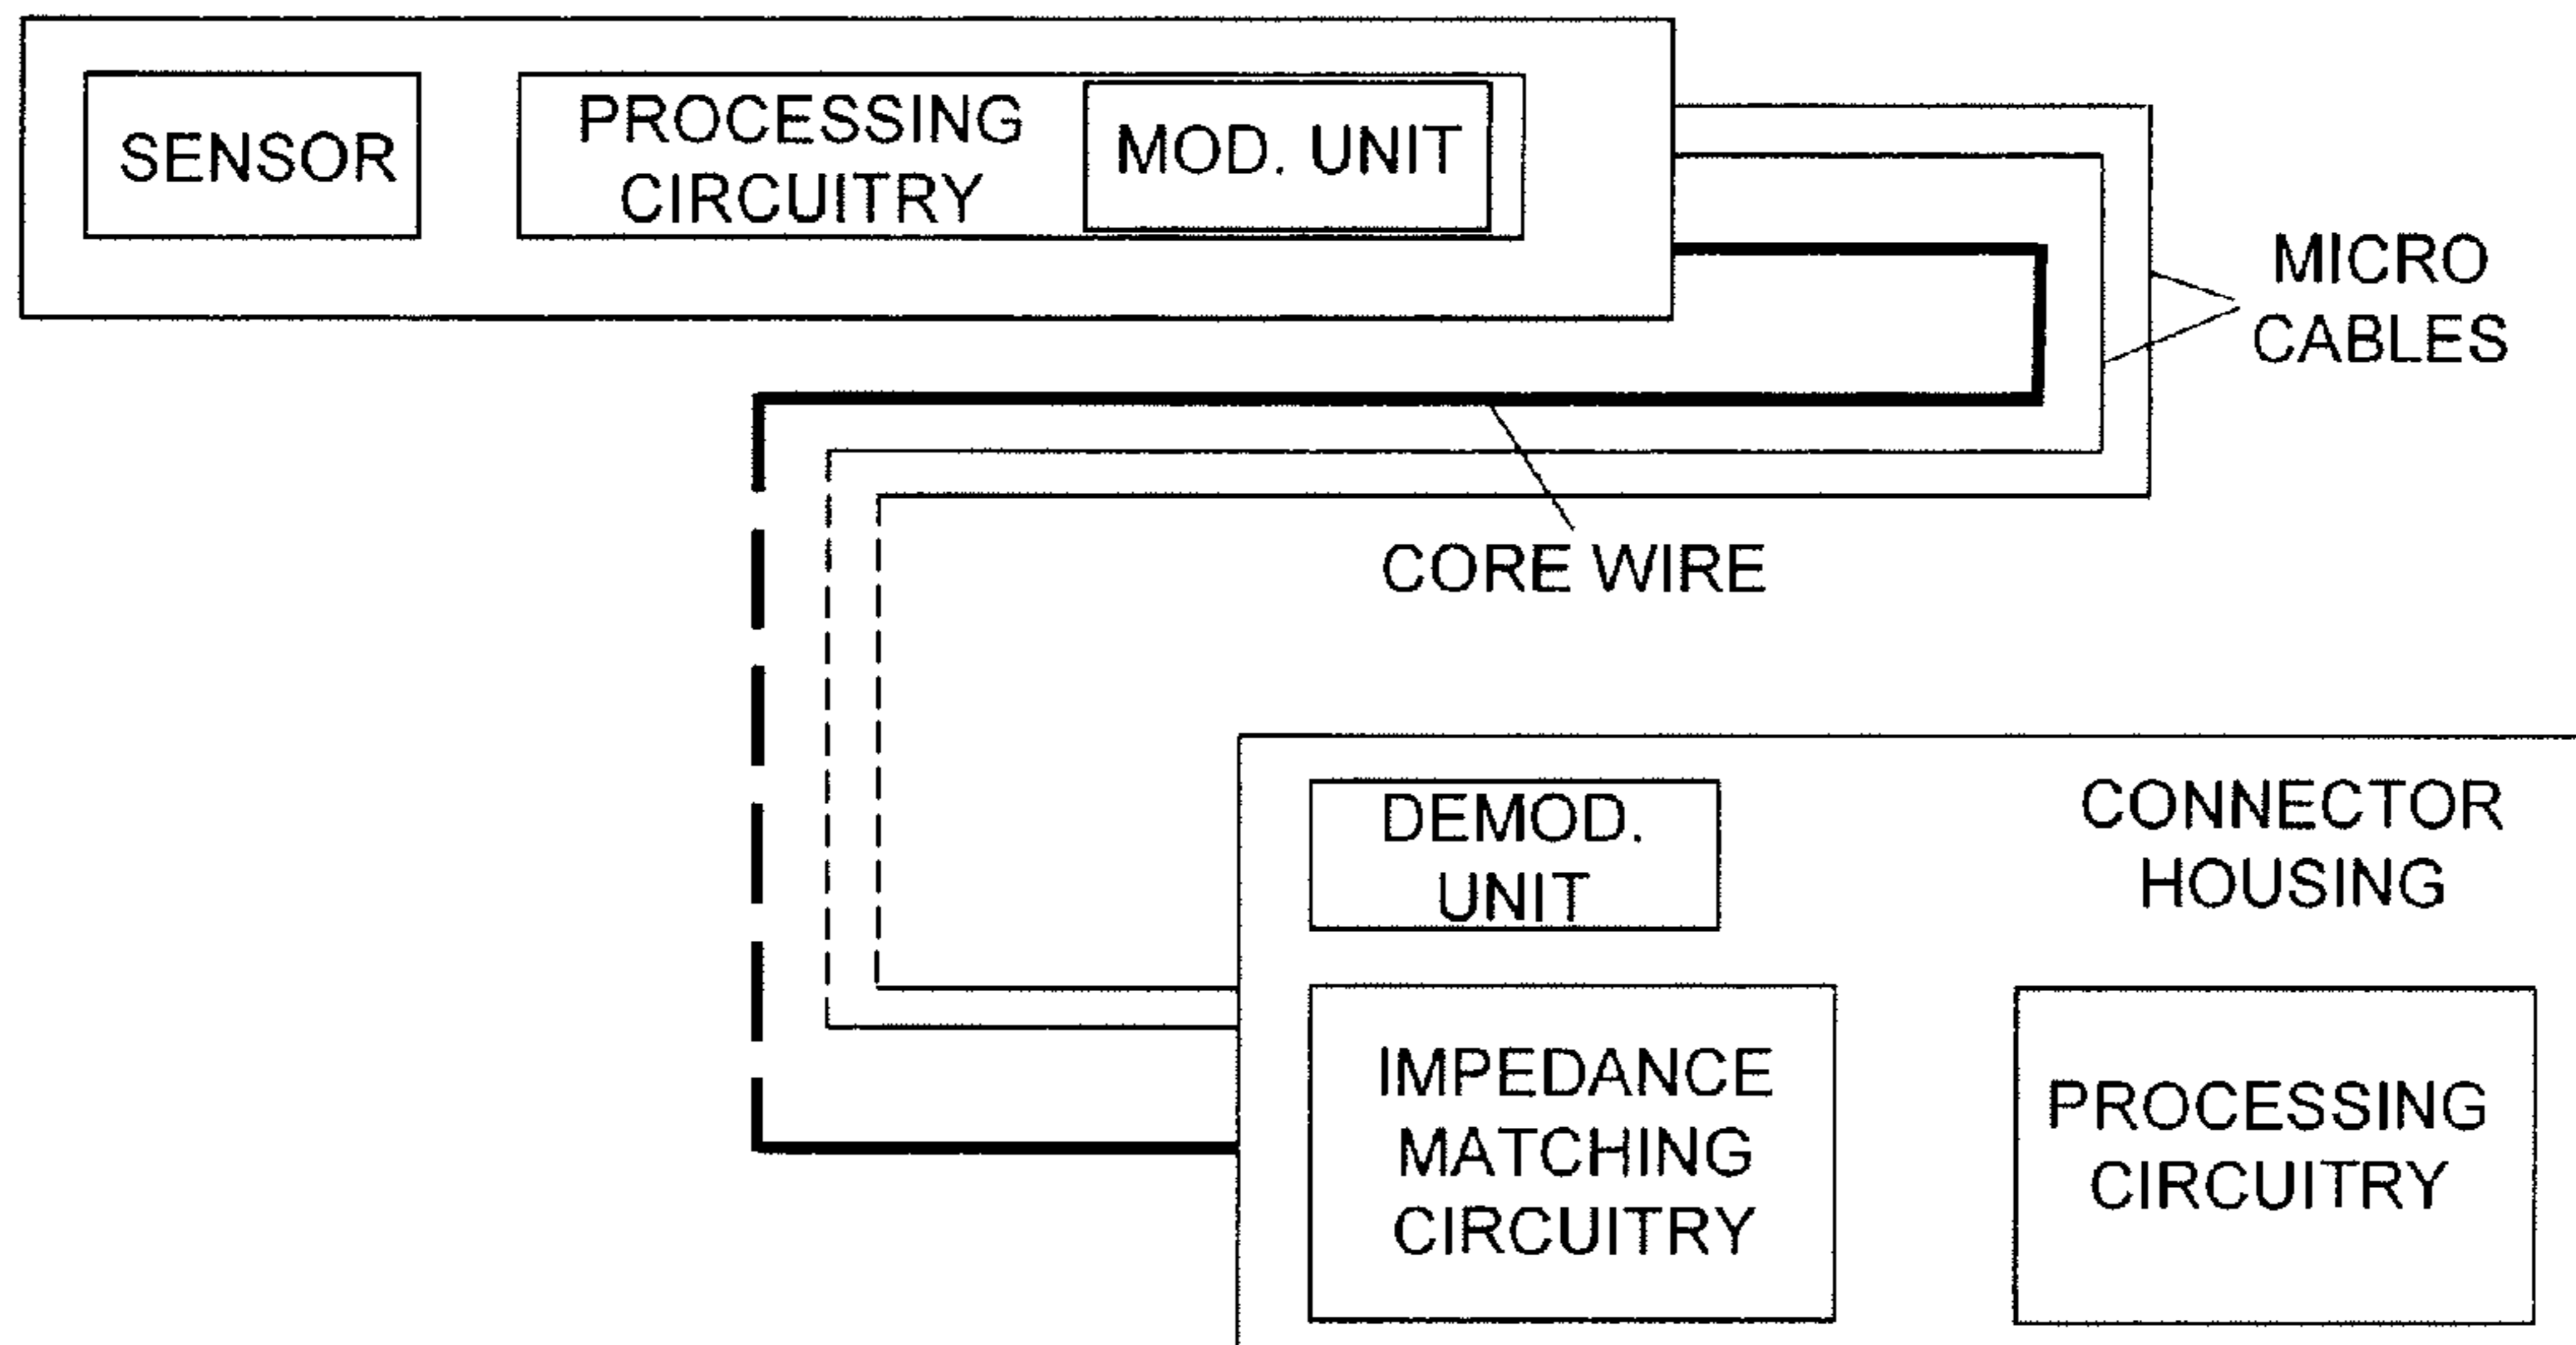 SENSOR
PROCESSING
CIRCUITRY
MOD. UNIT
MICRO
CABLES
CORE WIRE
DEMOD.
UNIT
CONNECTOR
HOUSING
IMPEDANCE
MATCHING
CIRCUITRY
PROCESSING
CIRCUITRY